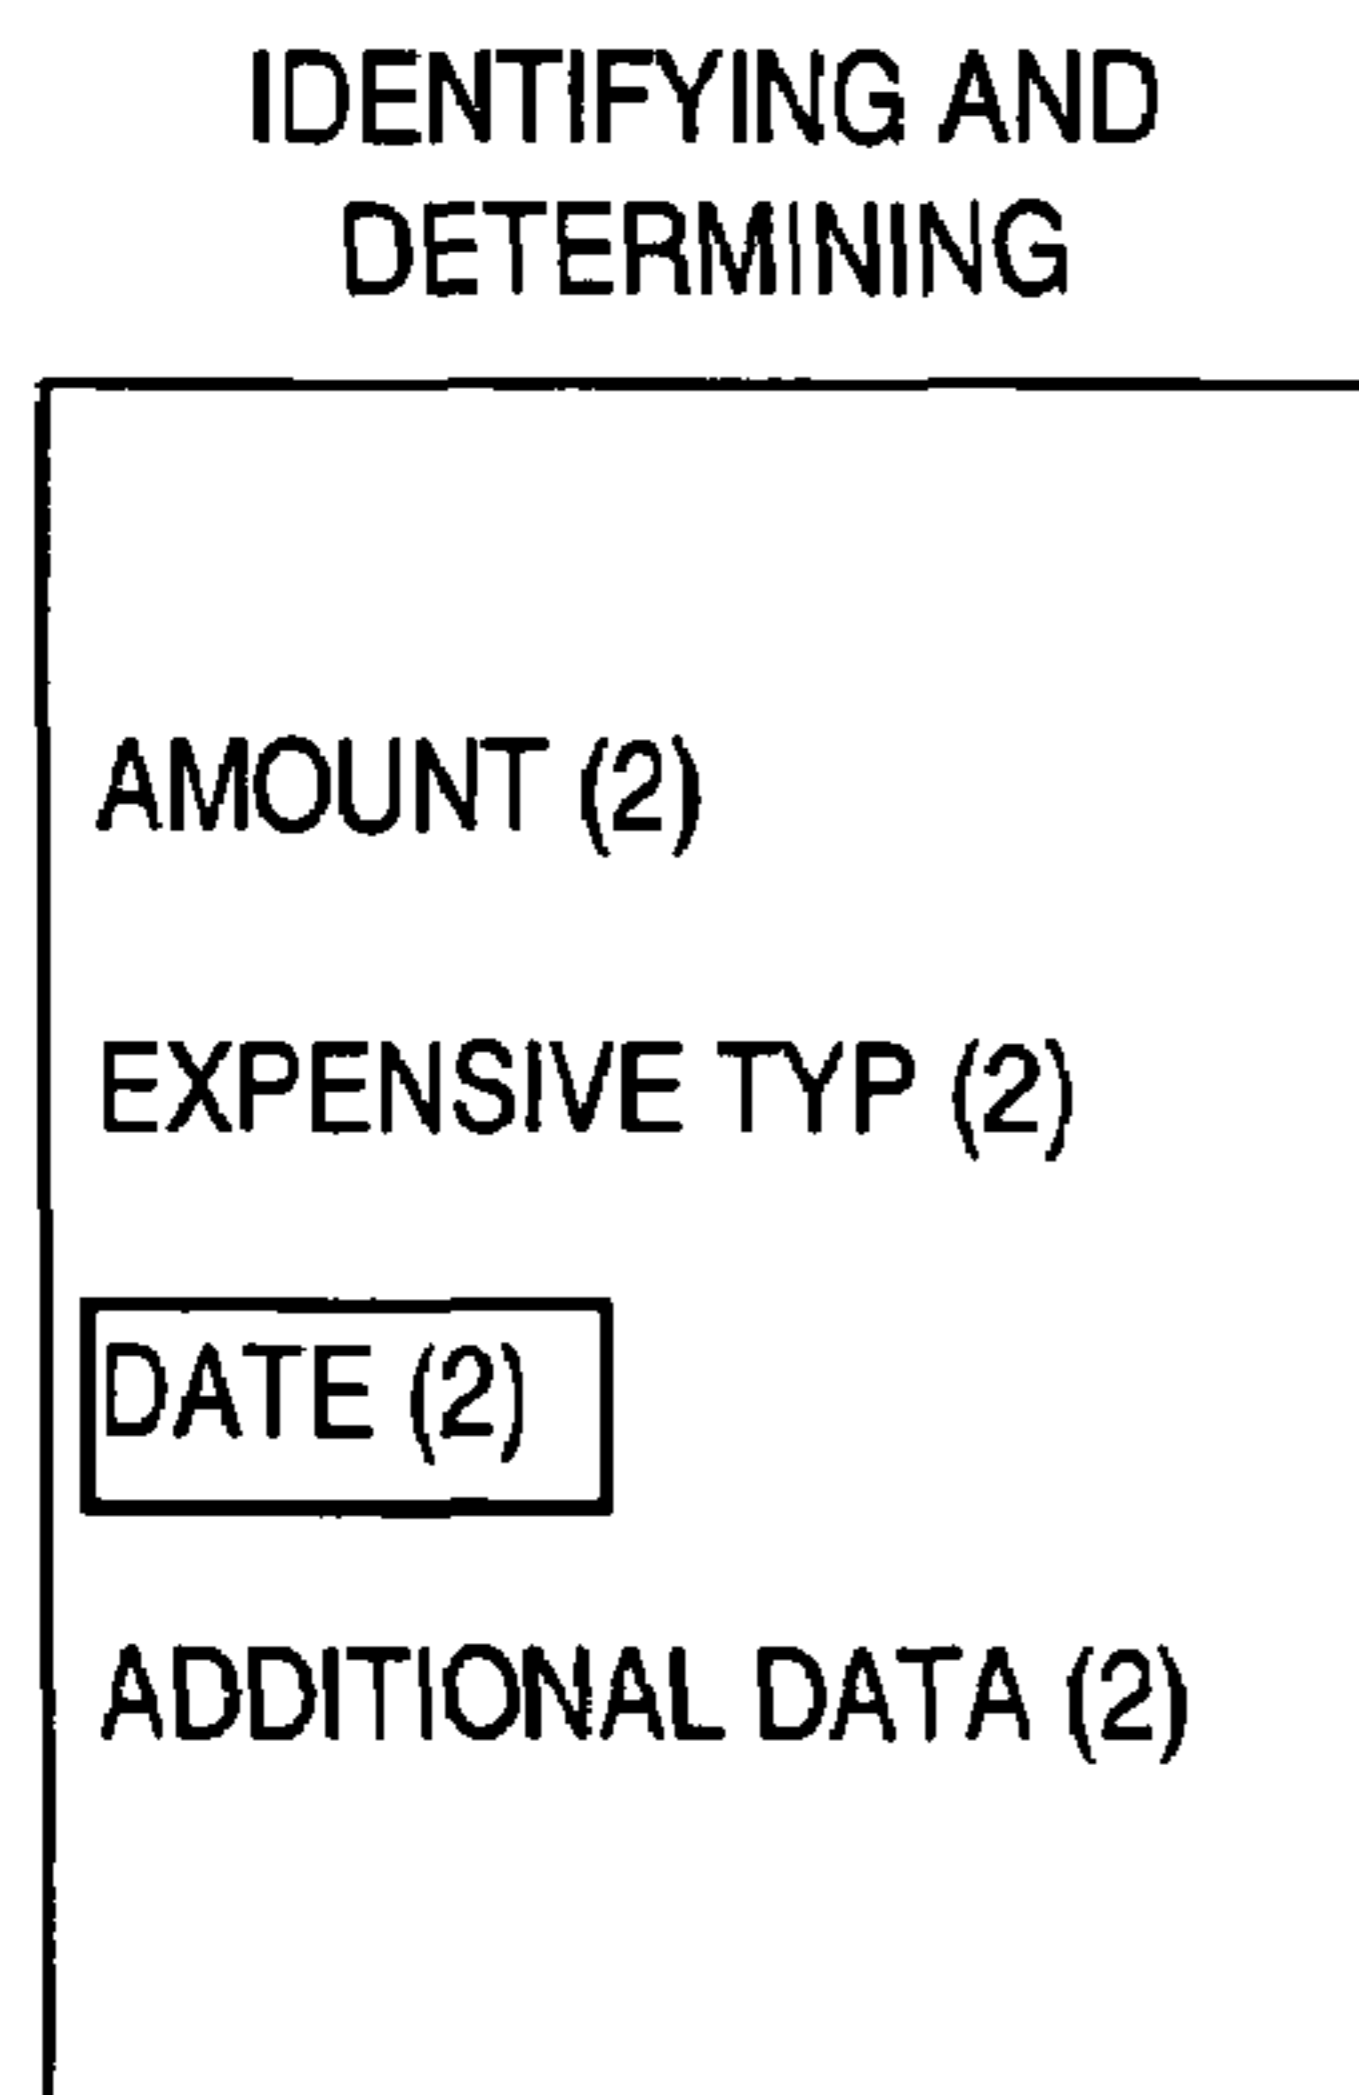 IDENTIFYING AND
DETERMINING
AMOUNT (2)
EXPENSIVE TYP (2)
DATE (2)
ADDITIONAL DATA (2)